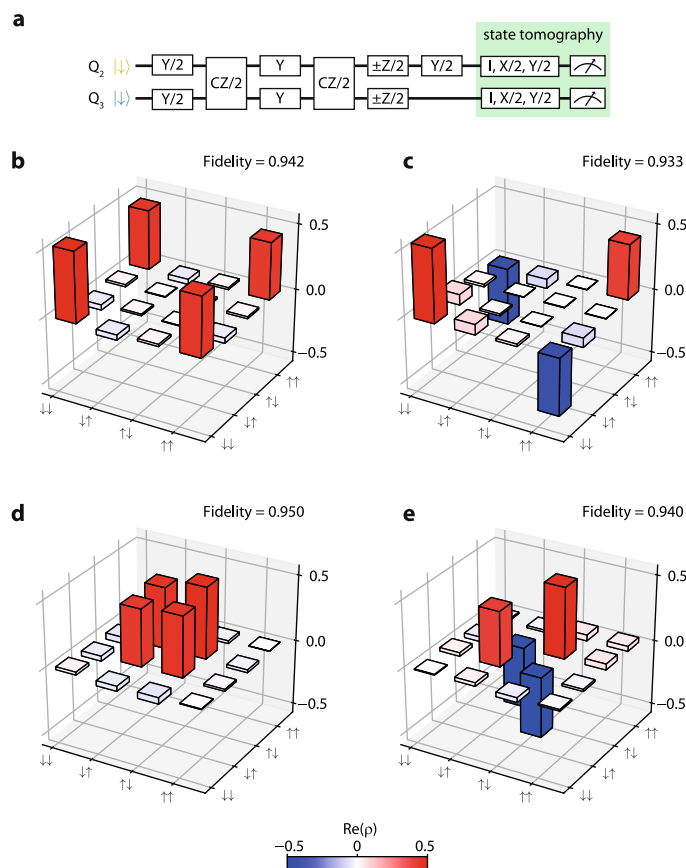 a
state tomography
Q2 |↓⟩ Y/2 CZ/2 Y CZ/2 ±Z/2 Y/2 I, X/2, Y/2
Q3 |↓⟩ Y/2 Y ±Z/2 I, X/2, Y/2
b
Fidelity = 0.942
0.5
0.0
−0.5
↓↓ ↓↑ ↑↓ ↑↑
↓↓ ↓↑ ↑↓ ↑↑
c
Fidelity = 0.933
0.5
0.0
−0.5
↓↓ ↓↑ ↑↓ ↑↑
↓↓ ↓↑ ↑↓ ↑↑
d
Fidelity = 0.950
0.5
0.0
−0.5
↓↓ ↓↑ ↑↓ ↑↑
↓↓ ↓↑ ↑↓ ↑↑
e
Fidelity = 0.940
0.5
0.0
−0.5
↓↓ ↓↑ ↑↓ ↑↑
↓↓ ↓↑ ↑↓ ↑↑
Re(ρ)
−0.5 0 0.5